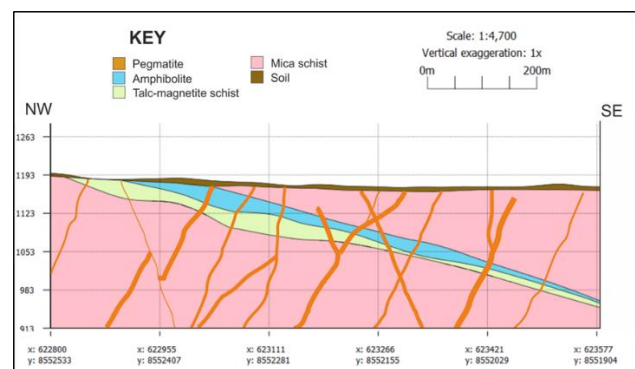 KEY
Scale: 1:4,700
Vertical exaggeration: 1x
0m 200m
Pegmatite
Mica schist
Amphibolite
Soil
Talc-magnetite schist
NW
SE
1263
1193
1123
1053
983
913
x: 622800 x: 622955 x: 623111 x: 623266 x: 623421 x: 623577
y: 8552533 y: 8552407 y: 8552281 y: 8552155 y: 8552029 y: 8551904